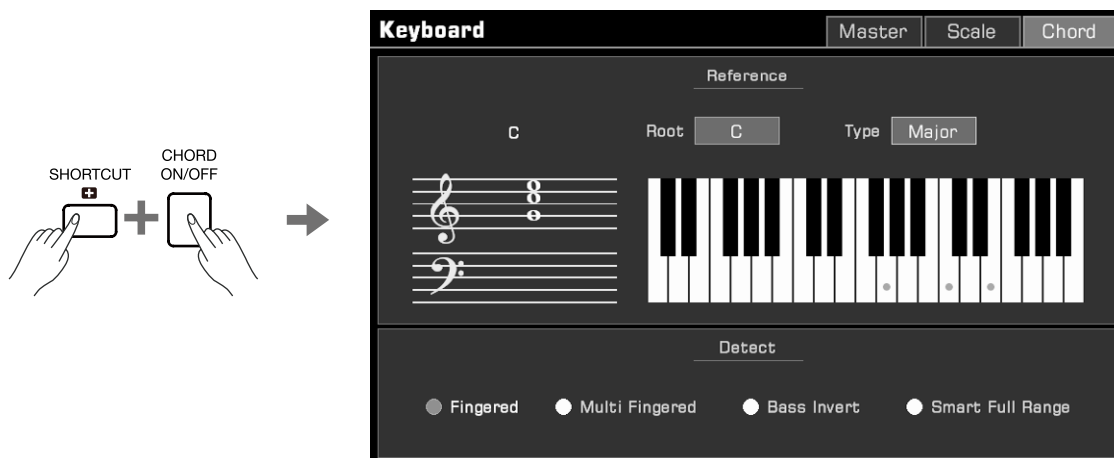 SHORTCUT
CHORD
ON/OFF
Keyboard
Master Scale Chord
Reference
C Root C Type Major
Detect
Fingered Multi Fingered Bass Invert Smart Full Range